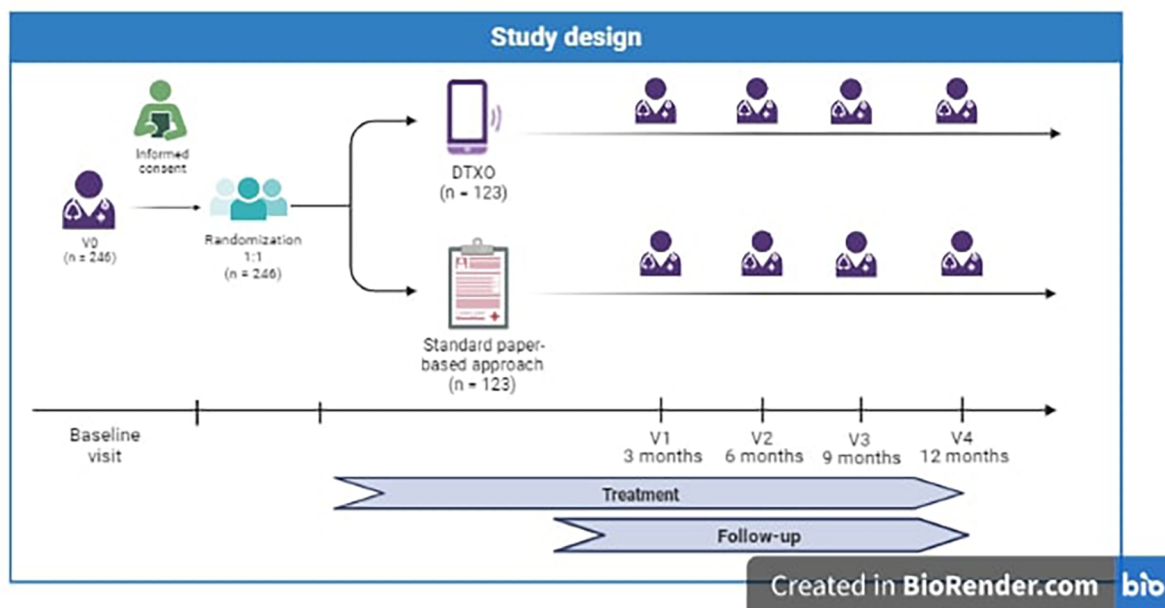 Study design
Informed
consent
V0
(n = 246)
Randomization
1:1
(n = 246)
DTXO
(n = 123)
Standard paper-
based approach
(n = 123)
Baseline
visit
V1
3 months
V2
6 months
V3
9 months
V4
12 months
Treatment
Follow-up
Created in BioRender.com
bio